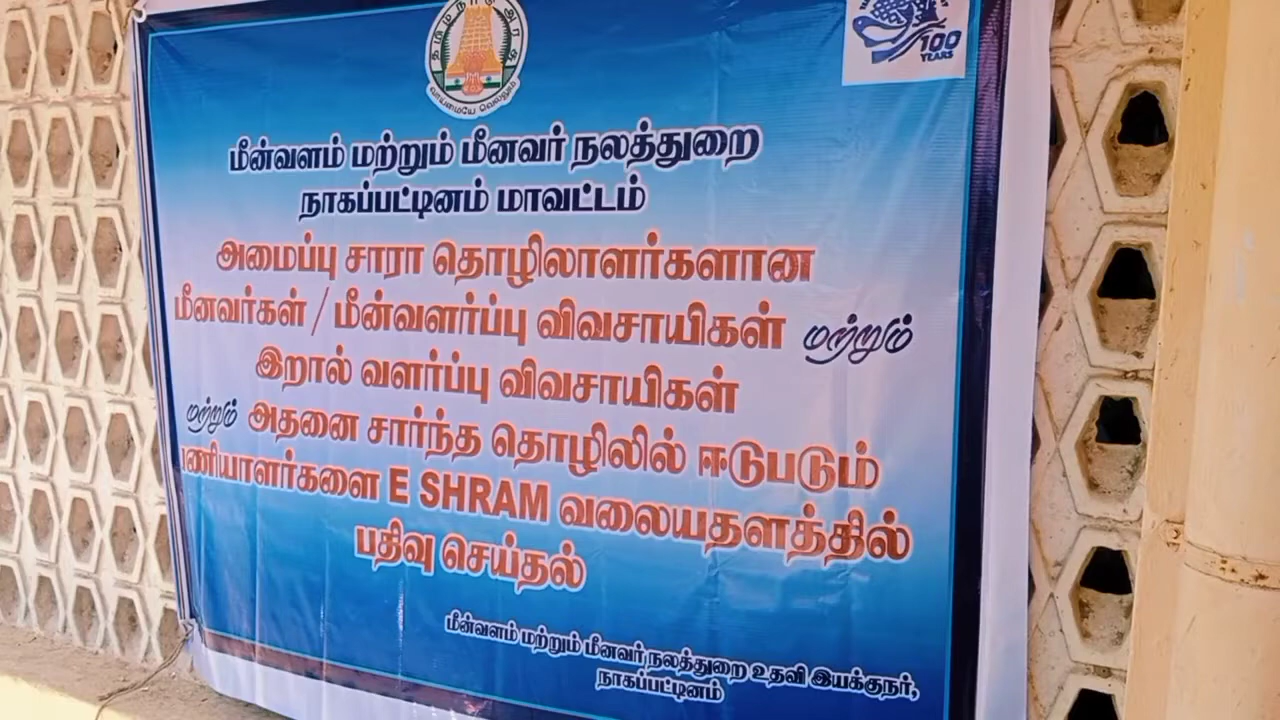 தமிழ்நாடு அரசு
வாய்மையே வெல்லும்
100
YEARS
மீன்வளம் மற்றும் மீனவர் நலத்துறை
நாகப்பட்டினம் மாவட்டம்
அமைப்பு சாரா தொழிலாளர்களான
மீனவர்கள் / மீன்வளர்ப்பு விவசாயிகள் மற்றும்
இறால் வளர்ப்பு விவசாயிகள்
மற்றும் அதனை சார்ந்த தொழிலில் ஈடுபடும்
பணியாளர்களை E SHRAM வலையதளத்தில்
பதிவு செய்தல்
மீன்வளம் மற்றும் மீனவர் நலத்துறை உதவி இயக்குநர்,
நாகப்பட்டினம்